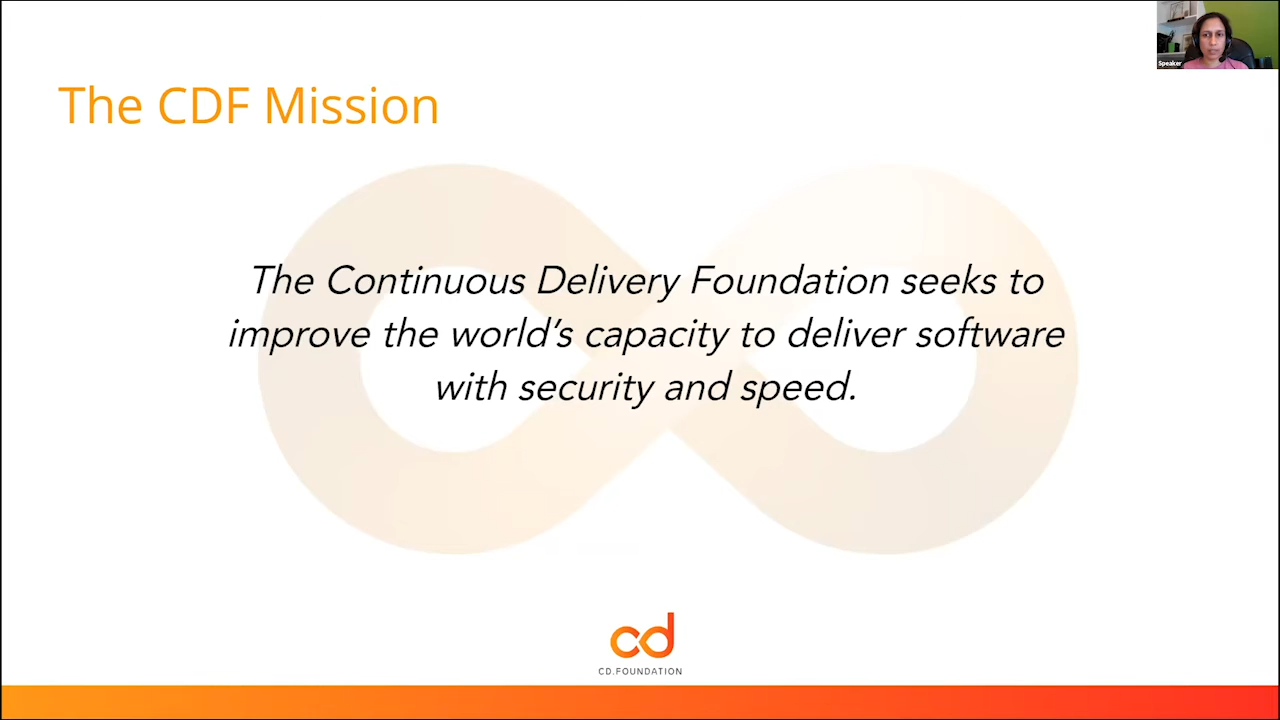 Speaker
The CDF Mission
The Continuous Delivery Foundation seeks to
improve the world's capacity to deliver software
with security and speed.
cd
CD.FOUNDATION